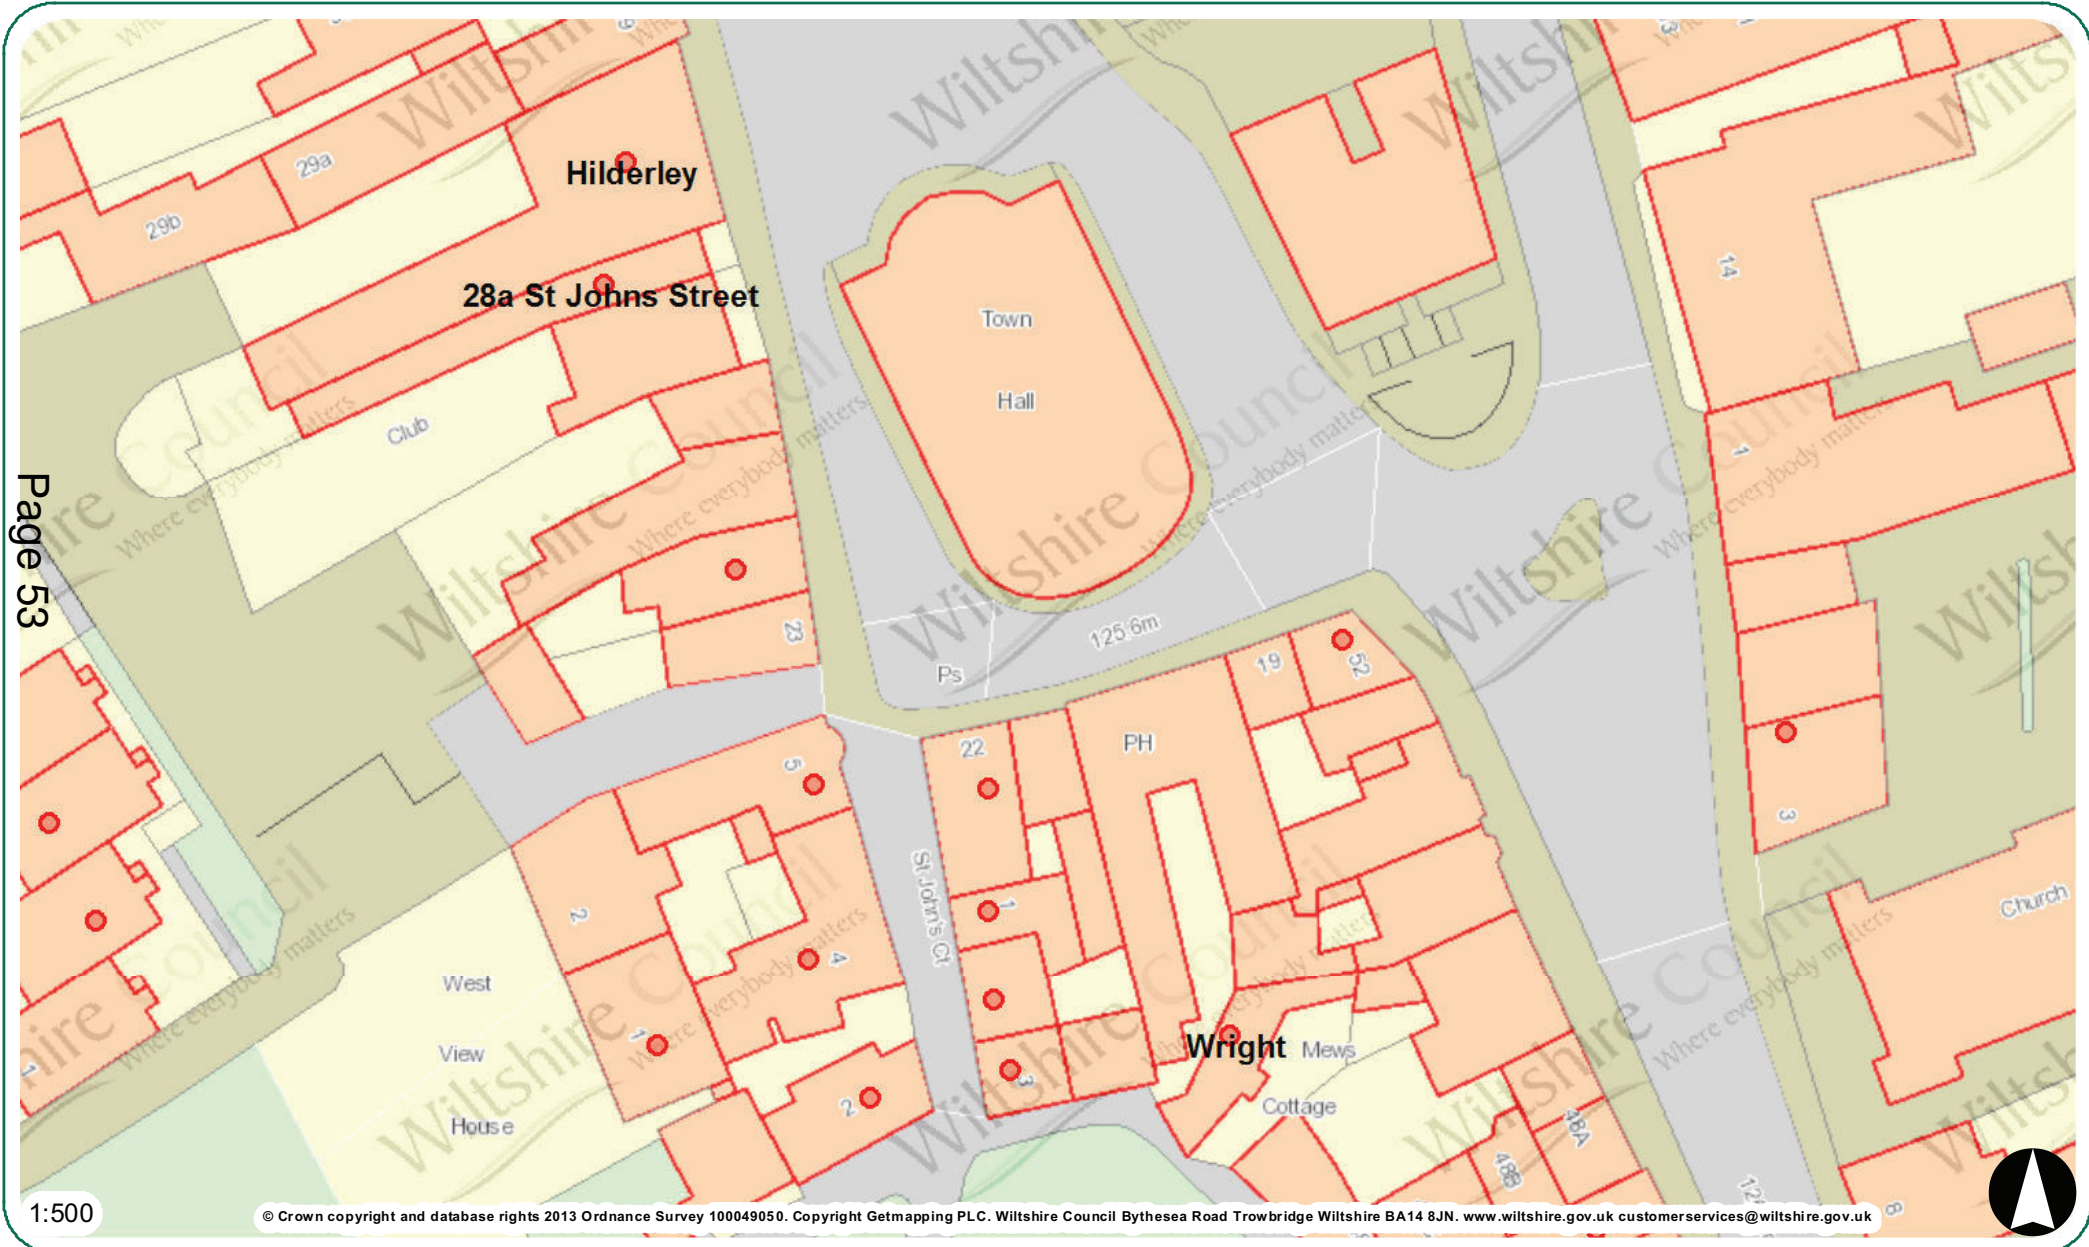 29a
29b
Hilderley
28a St Johns Street
Club
Town
Hall
14
1
23
Ps
125.6m
19
52
PH
22
5
3
2
St John's Ct
1
4
West
View
House
1
3
2
Wright
Mews
Cottage
Church
48A
48B
8
1
Page 53
1:500
© Crown copyright and database rights 2013 Ordnance Survey 100049050. Copyright Getmapping PLC. Wiltshire Council Bythesea Road Trowbridge Wiltshire BA14 8JN. www.wiltshire.gov.uk customerservices@wiltshire.gov.uk
Wiltshire Council
Where everybody matters